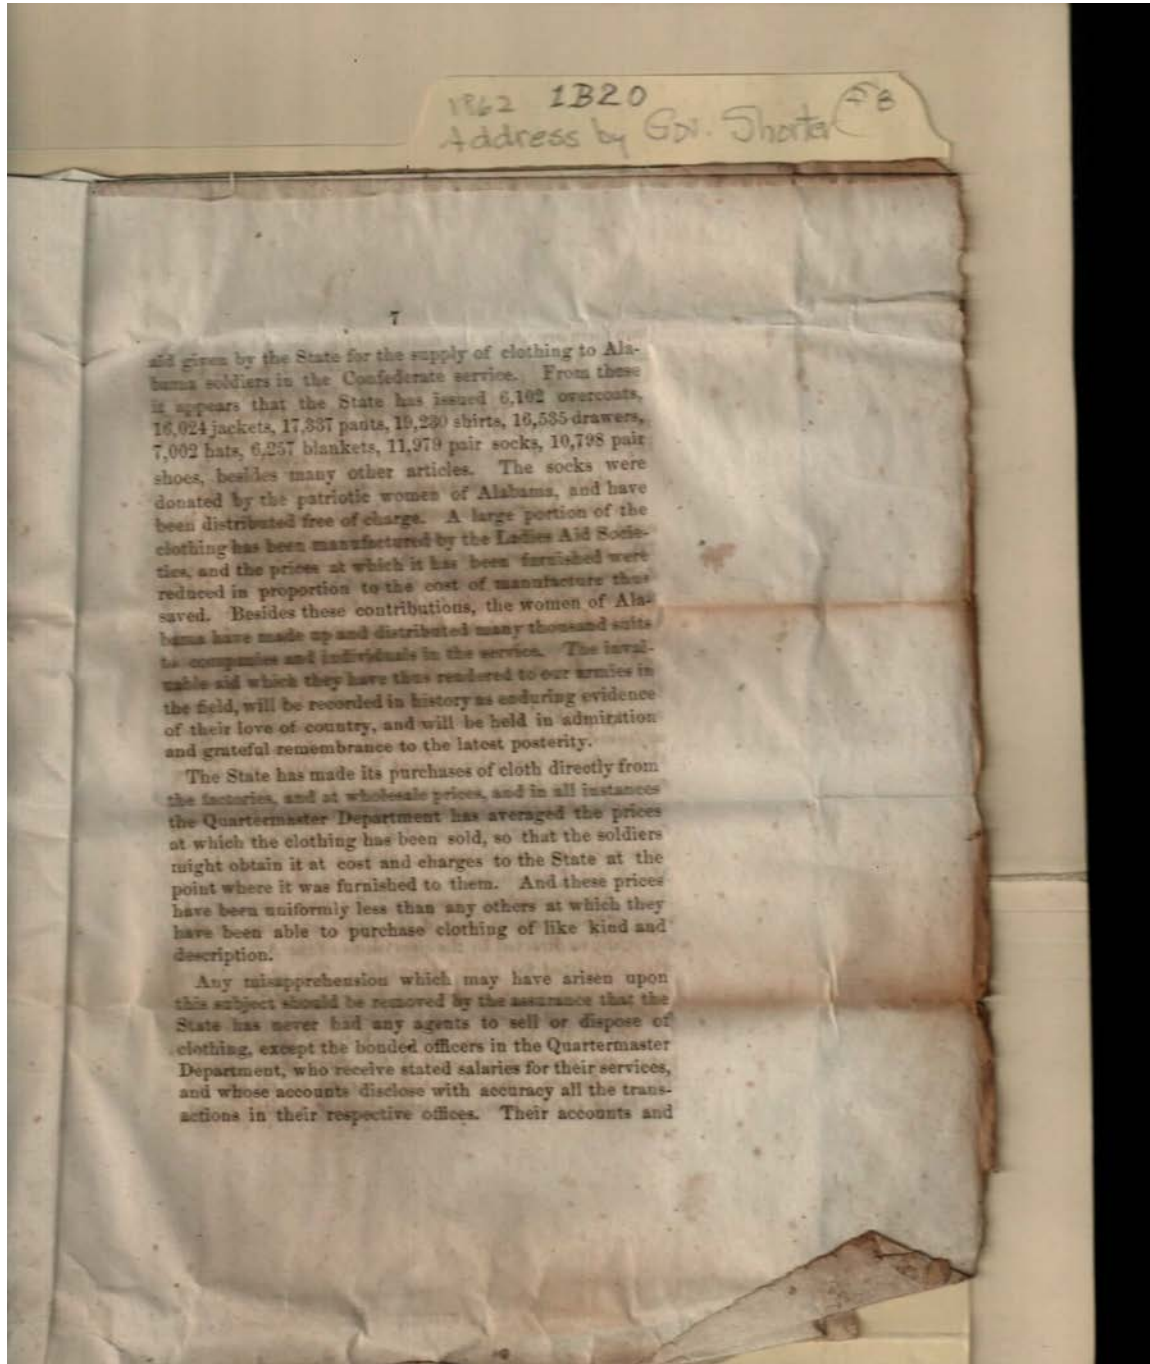 1862 1B20
Address by Gov. Shorter
7
aid given by the State for the supply of clothing to Ala-
bama soldiers in the Confederate service. From these
it appears that the State has issued 6,102 overcoats,
16,024 jackets, 17,337 pants, 19,230 shirts, 16,535 drawers,
7,002 hats, 6,257 blankets, 11,979 pair socks, 10,798 pair
shoes, besides many other articles. The socks were
donated by the patriotic women of Alabama, and have
been distributed free of charge. A large portion of the
clothing has been manufactured by the Ladies Aid Socie-
ties, and the prices at which it has been furnished were
reduced in proportion to the cost of manufacture thus
saved. Besides these contributions, the women of Ala-
bama have made up and distributed many thousand suits
to companies and individuals in the service. The inval-
uable aid which they have thus rendered to our armies in
the field, will be recorded in history as enduring evidence
of their love of country, and will be held in admiration
and grateful remembrance to the latest posterity.
The State has made its purchases of cloth directly from
the factories, and at wholesale prices, and in all instances
the Quartermaster Department has averaged the prices
at which the clothing has been sold, so that the soldiers
might obtain it at cost and charges to the State at the
point where it was furnished to them. And these prices
have been uniformly less than any others at which they
have been able to purchase clothing of like kind and
description.
Any misapprehension which may have arisen upon
this subject should be removed by the assurance that the
State has never had any agents to sell or dispose of
clothing, except the bonded officers in the Quartermaster
Department, who receive stated salaries for their services,
and whose accounts disclose with accuracy all the trans-
actions in their respective offices. Their accounts and